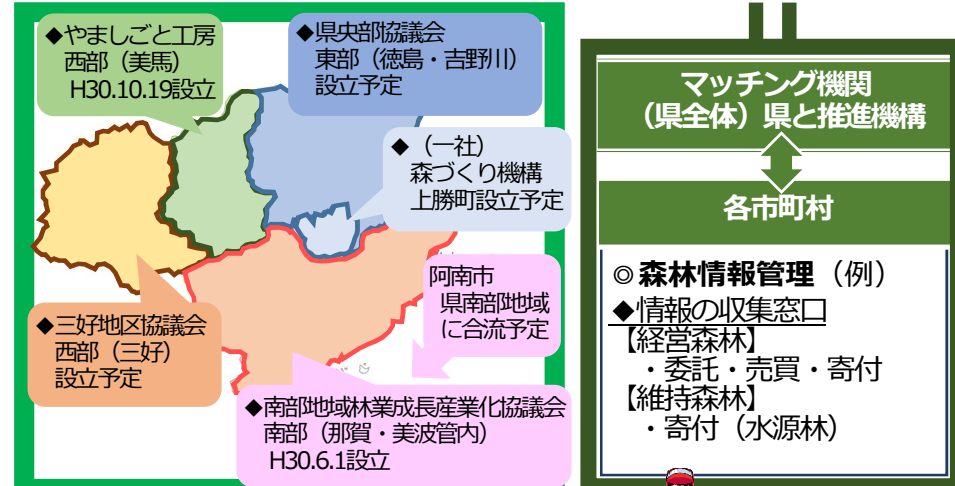 ◆やましごと工房
西部（美馬）
H30.10.19設立
◆県央部協議会
東部（徳島・吉野川）
設立予定
◆（一社）
森づくり機構
上勝町設立予定
阿南市
県南部地域
に合流予定
◆三好地区協議会
西部（三好）
設立予定
◆南部地域林業成長産業化協議会
南部（那賀・美波管内）
H30.6.1設立
マッチング機関
（県全体）県と推進機構
各市町村
◎森林情報管理（例）
◆情報の収集窓口
【経営森林】
・委託・売買・寄付
【維持森林】
・寄付（水源林）